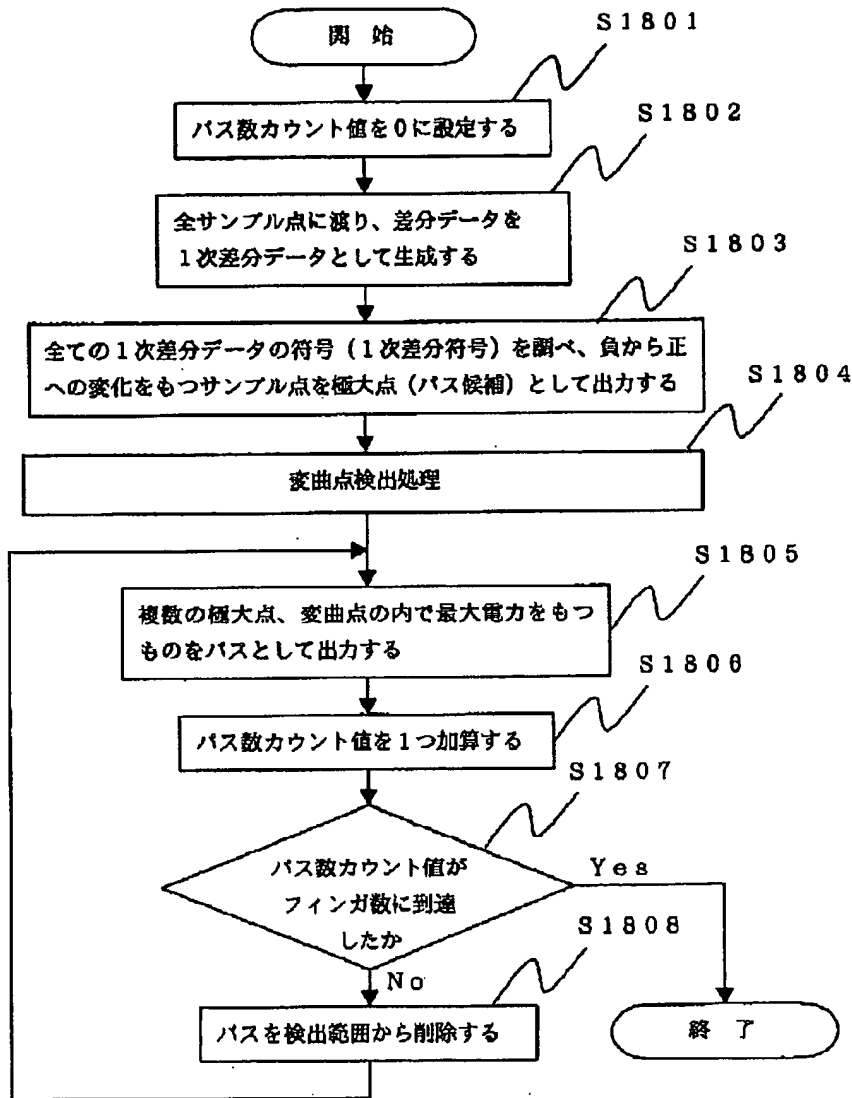 開 始
S1801
パス数カウント値を0に設定する
S1802
全サンプル点に渡り、差分データを
1次差分データとして生成する
S1803
全ての1次差分データの符号(1次差分符号)を調べ、負から正
への変化をもつサンプル点を極大点(パス候補)として出力する
S1804
変曲点検出処理
S1805
複数の極大点、変曲点の内で最大電力をもつ
ものをパスとして出力する
S1806
パス数カウント値を1つ加算する
S1807
パス数カウント値が
フィンガ数に到達
したか
Yes
No
S1808
パスを検出範囲から削除する
終 了